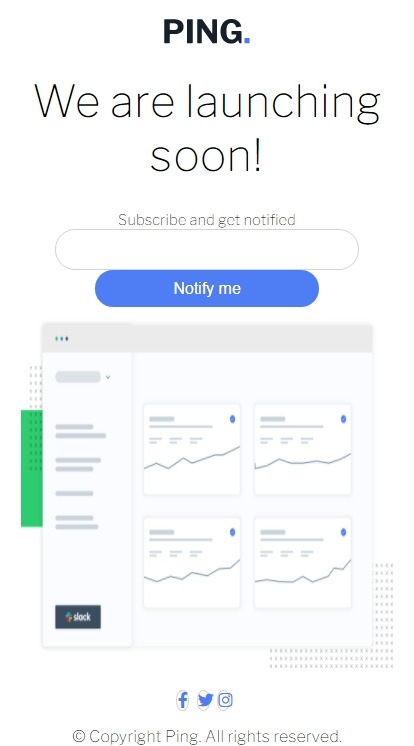 PING.
We are launching
soon!
Subscribe and get notified
Notify me
slack
© Copyright Ping. All rights reserved.